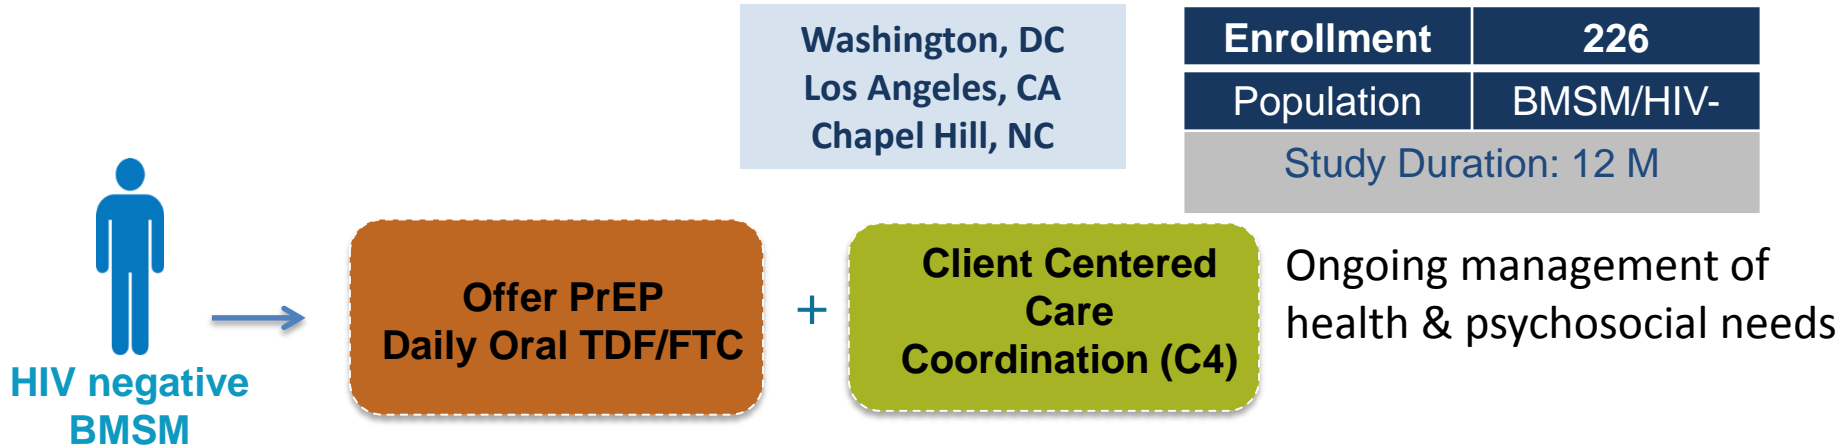 Washington, DC
Los Angeles, CA
Chapel Hill, NC
Enrollment 226
Population BMSM/HIV-
Study Duration: 12 M
HIV negative
BMSM
Offer PrEP
Daily Oral TDF/FTC
+
Client Centered
Care
Coordination (C4)
Ongoing management of
health & psychosocial needs